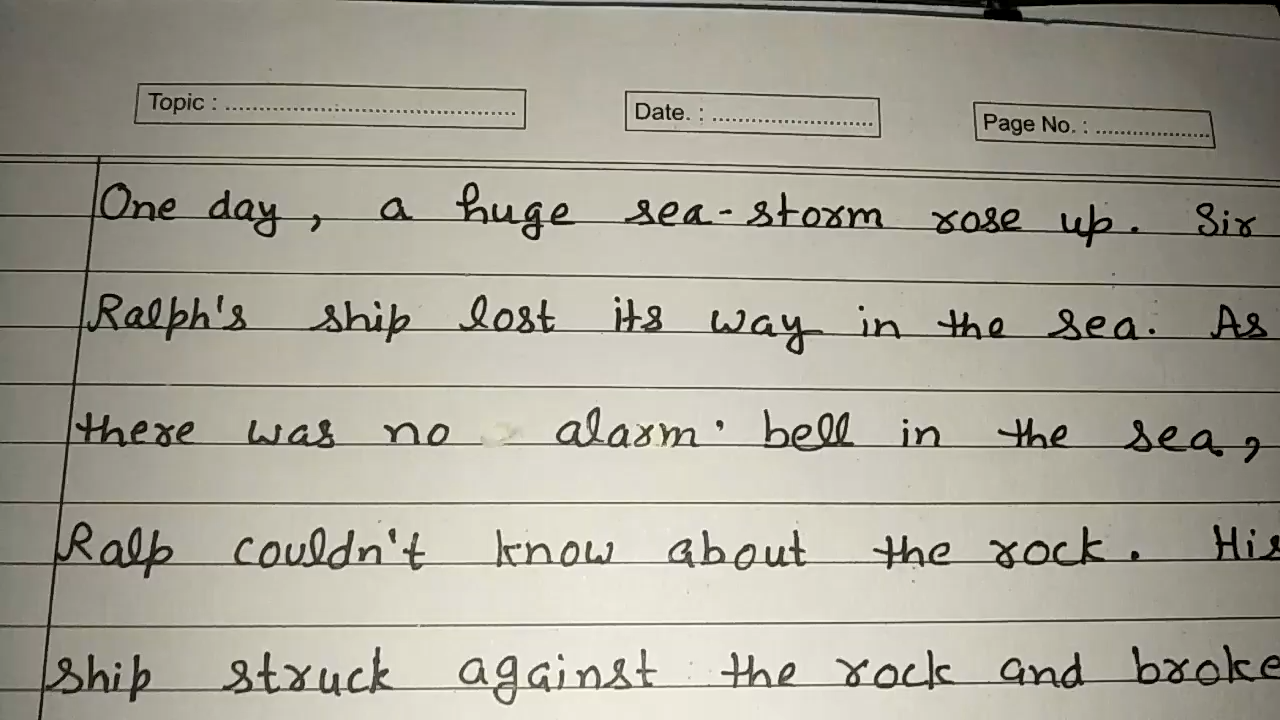 Topic : ............................................
Date. : ........................
Page No. : ....................
One day, a huge sea-storm rose up. Sir
Ralph's ship lost its way in the sea. As
there was no alarm bell in the sea,
Ralp couldn't know about the rock. His
ship struck against the rock and broke